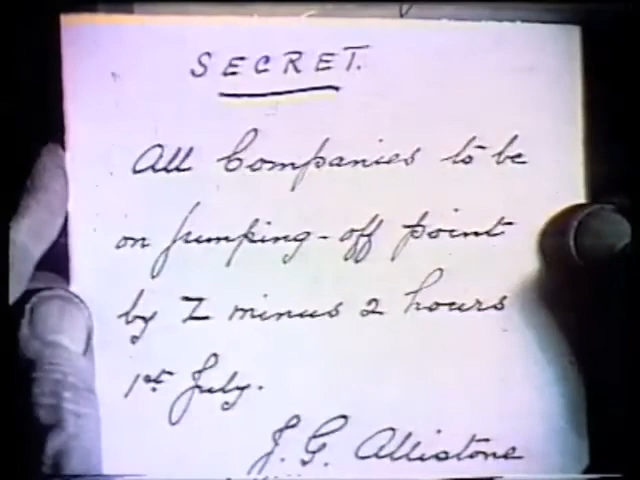 SECRET.
All Companies to be
on jumping-off point
by Z minus 2 hours
1st July.
J. G. Allistone